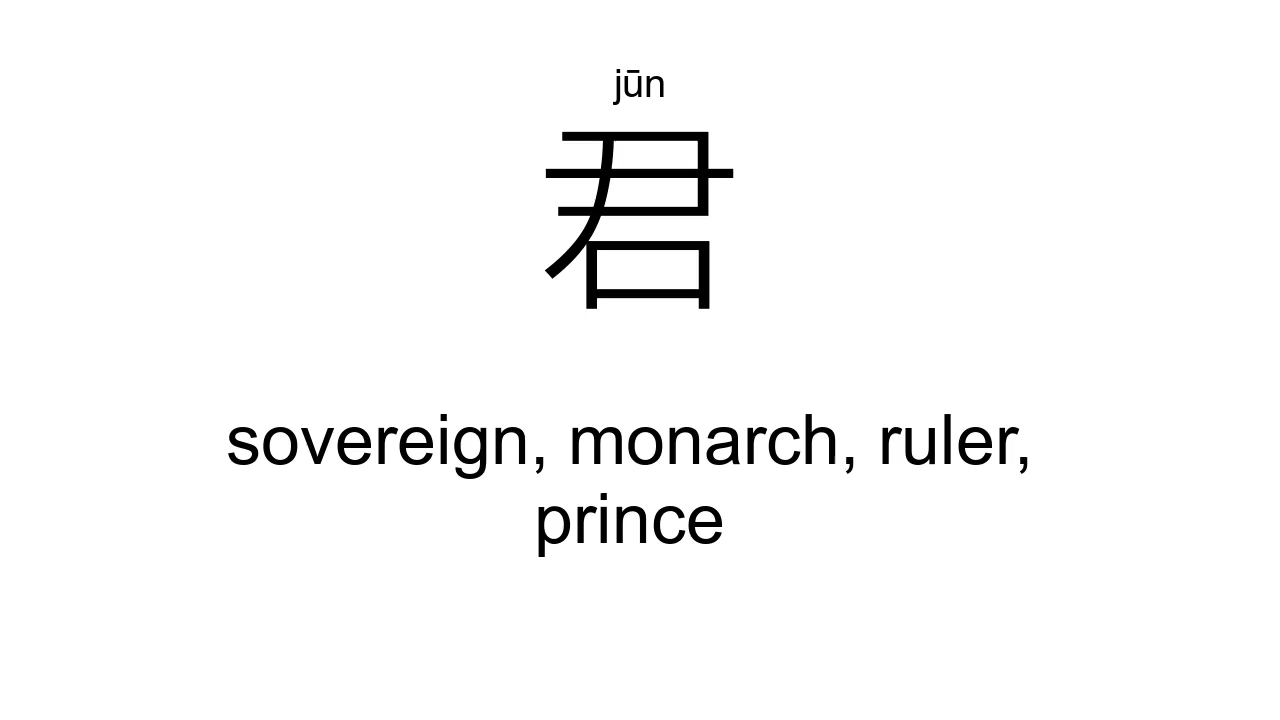 jūn
君
sovereign, monarch, ruler,
prince